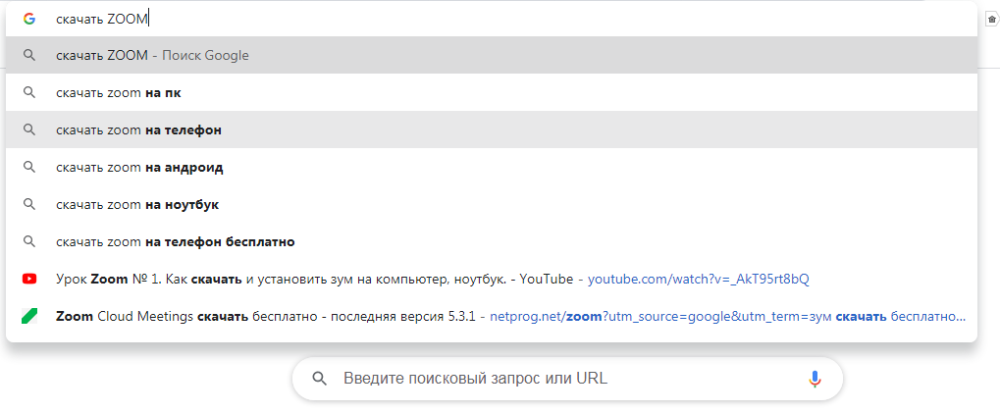 скачать ZOOM
скачать ZOOM - Поиск Google
скачать zoom на пк
скачать zoom на телефон
скачать zoom на андроид
скачать zoom на ноутбук
скачать zoom на телефон бесплатно
Урок Zoom № 1. Как скачать и установить зум на компьютер, ноутбук. - YouTube - youtube.com/watch?v=_AkT95rt8bQ
Zoom Cloud Meetings скачать бесплатно - последняя версия 5.3.1 - netprog.net/zoom?utm_source=google&utm_term=зум скачать бесплатно...
Введите поисковый запрос или URL